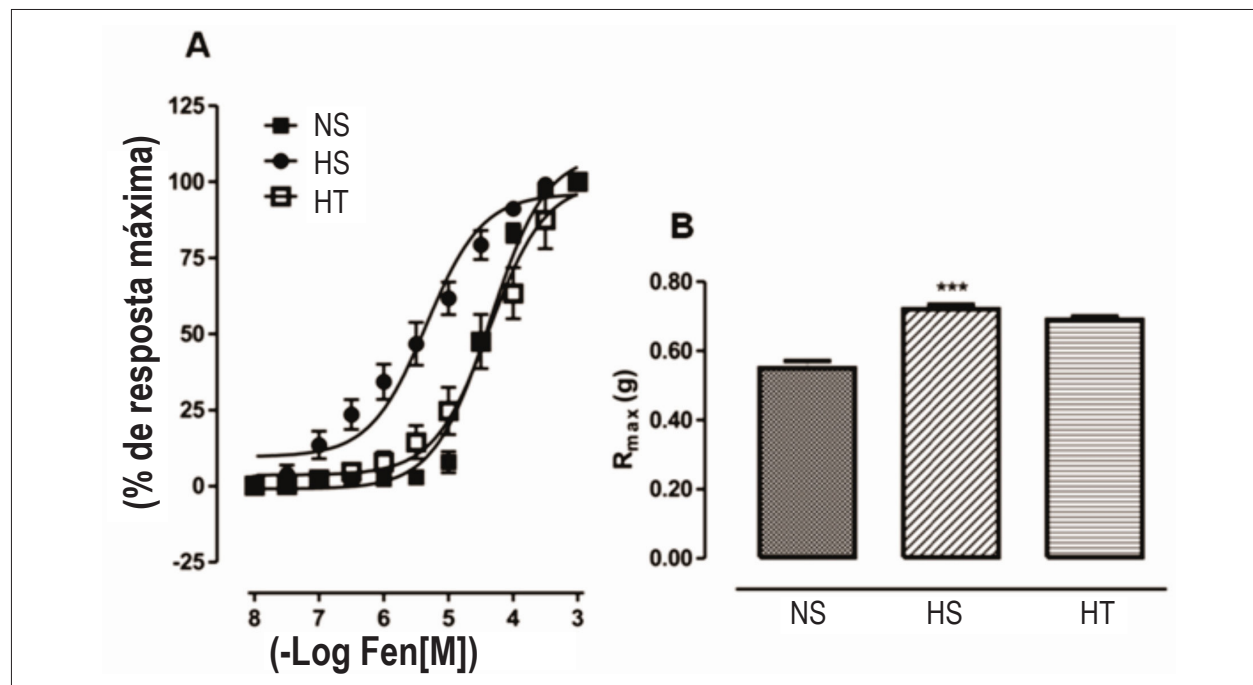 A
125
100
75
50
25
0
-25
(% de resposta máxima)
NS
HS
HT
8 7 6 5 4 3
(-Log Fen[M])
B
0.80
0.60
0.40
0.20
0.00
Rmax (g)
***
NS HS HT